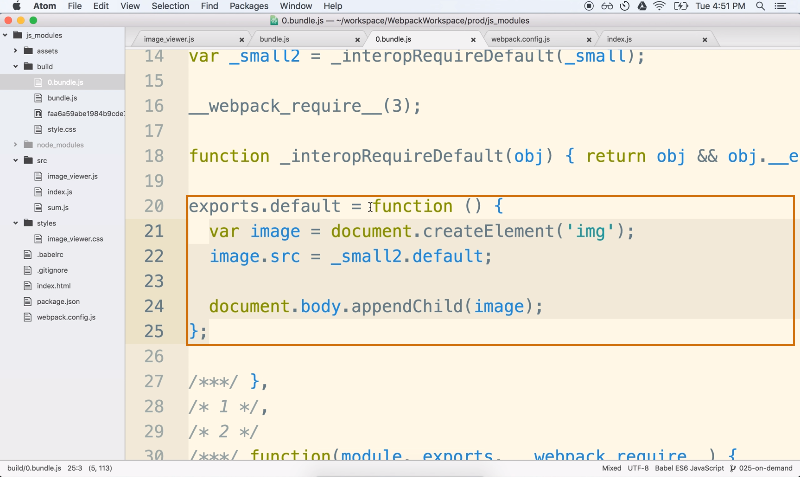 Atom File Edit View Selection Find Packages Window Help Tue 4:51 PM
0.bundle.js — ~/workspace/WebpackWorkspace/prod/js_modules
js_modules
assets
build
0.bundle.js
bundle.js
faa6a59abe1984b9cde7
style.css
node_modules
src
image_viewer.js
index.js
sum.js
styles
image_viewer.css
.babelrc
.gitignore
index.html
package.json
webpack.config.js
image_viewer.js bundle.js 0.bundle.js webpack.config.js index.js
14 var _small2 = _interopRequireDefault(_small);
15
16 __webpack_require__(3);
17
18 function _interopRequireDefault(obj) { return obj && obj.__e
19
20 exports.default = function () {
21 var image = document.createElement('img');
22 image.src = _small2.default;
23
24 document.body.appendChild(image);
25 };
26
27 /***/ },
28 /* 1 */,
29 /* 2 */
30 /***/ function(module, exports, __webpack_require__) {
build/0.bundle.js 25:3 (5, 113) Mixed UTF-8 Babel ES6 JavaScript 025-on-demand